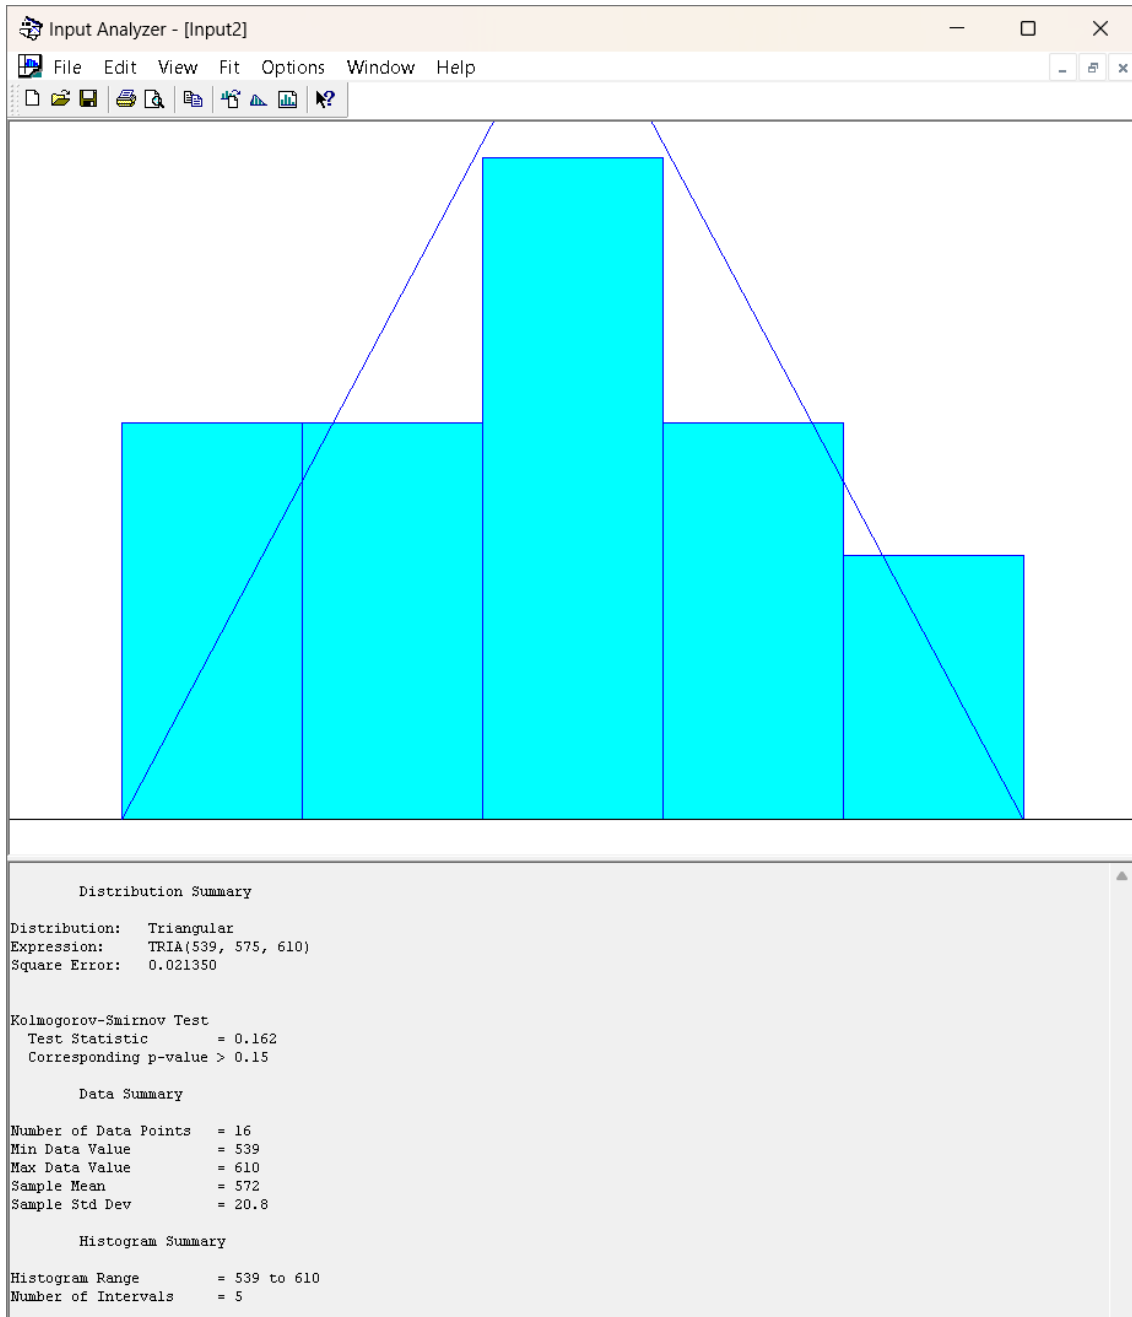 Input Analyzer - [Input2]
File Edit View Fit Options Window Help
Distribution Summary
Distribution: Triangular
Expression: TRIA(539, 575, 610)
Square Error: 0.021350
Kolmogorov-Smirnov Test
Test Statistic = 0.162
Corresponding p-value > 0.15
Data Summary
Number of Data Points = 16
Min Data Value = 539
Max Data Value = 610
Sample Mean = 572
Sample Std Dev = 20.8
Histogram Summary
Histogram Range = 539 to 610
Number of Intervals = 5